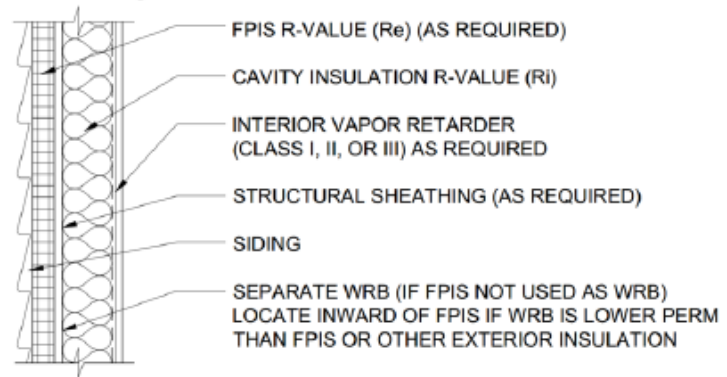 FPIS R-VALUE (Re) (AS REQUIRED)
CAVITY INSULATION R-VALUE (Ri)
INTERIOR VAPOR RETARDER
(CLASS I, II, OR III) AS REQUIRED
STRUCTURAL SHEATHING (AS REQUIRED)
SIDING
SEPARATE WRB (IF FPIS NOT USED AS WRB)
LOCATE INWARD OF FPIS IF WRB IS LOWER PERM
THAN FPIS OR OTHER EXTERIOR INSULATION